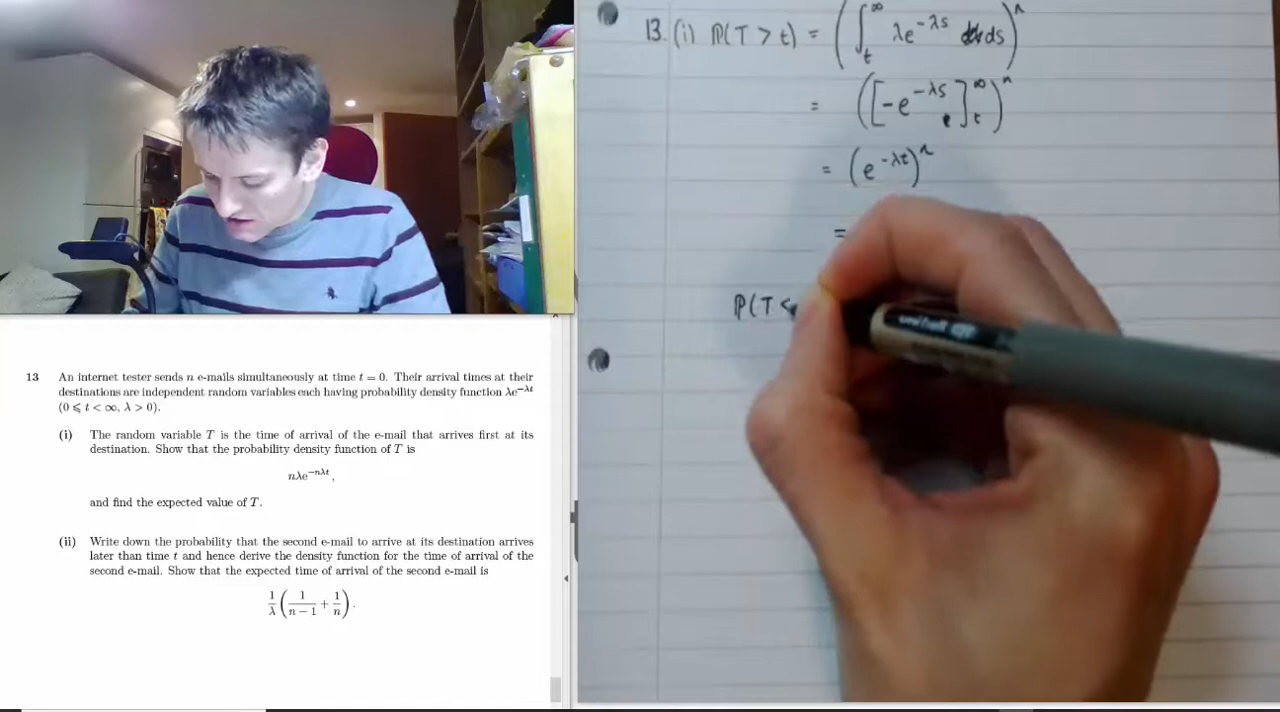 13 An internet tester sends n e-mails simultaneously at time t = 0. Their arrival times at their
destinations are independent random variables each having probability density function λe^{−λt}
(0 ⩽ t < ∞, λ > 0).
(i) The random variable T is the time of arrival of the e-mail that arrives first at its
destination. Show that the probability density function of T is
nλe^{−nλt},
and find the expected value of T.
(ii) Write down the probability that the second e-mail to arrive at its destination arrives
later than time t and hence derive the density function for the time of arrival of the
second e-mail. Show that the expected time of arrival of the second e-mail is
1/λ (1/(n − 1) + 1/n).
13. (i) P(T > t) = (∫_t^∞ λe^{-λs} ds)^n
= ([-e^{-λs}]_t^∞)^n
= (e^{-λt})^n
=
P(T <